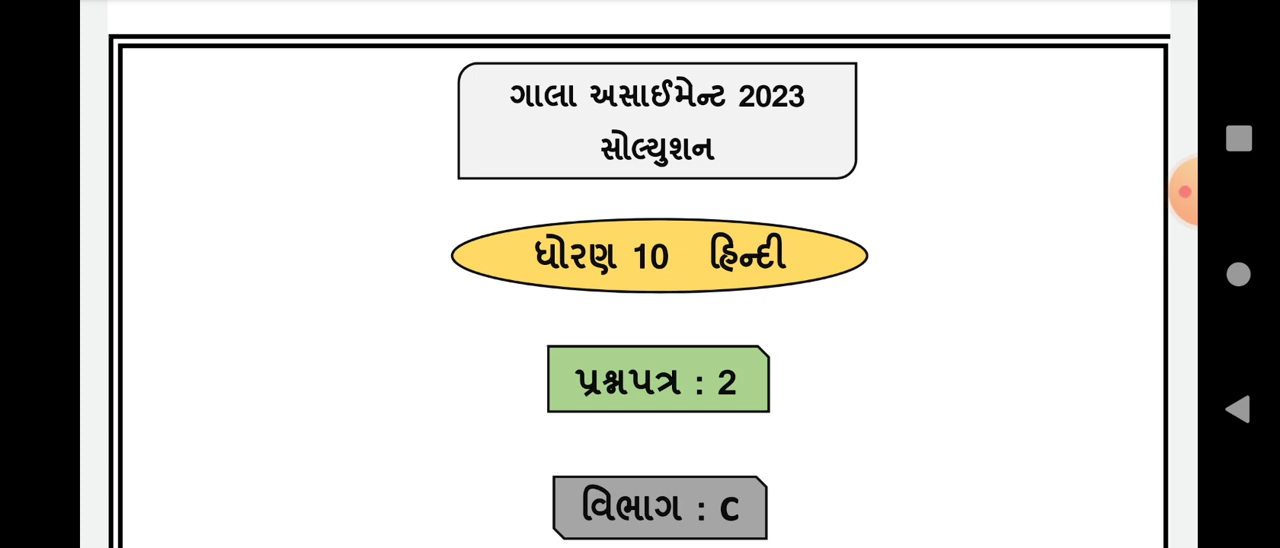 ગાલા અસાઈમેન્ટ 2023
સોલ્યુશન
ધોરણ 10 હિન્દી
પ્રશ્નપત્ર : 2
વિભાગ : C